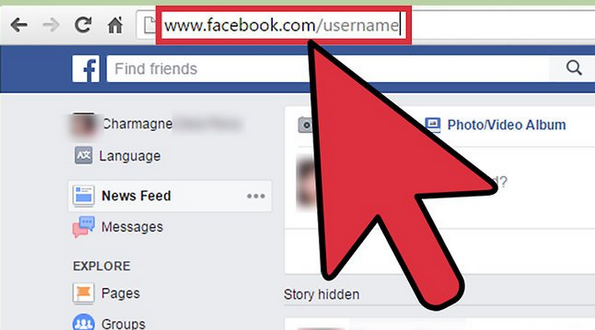 www.facebook.com/username
f Find friends
Charmagne
Photo/Video Album
Language
News Feed
Messages
EXPLORE
Pages
Story hidden
Groups